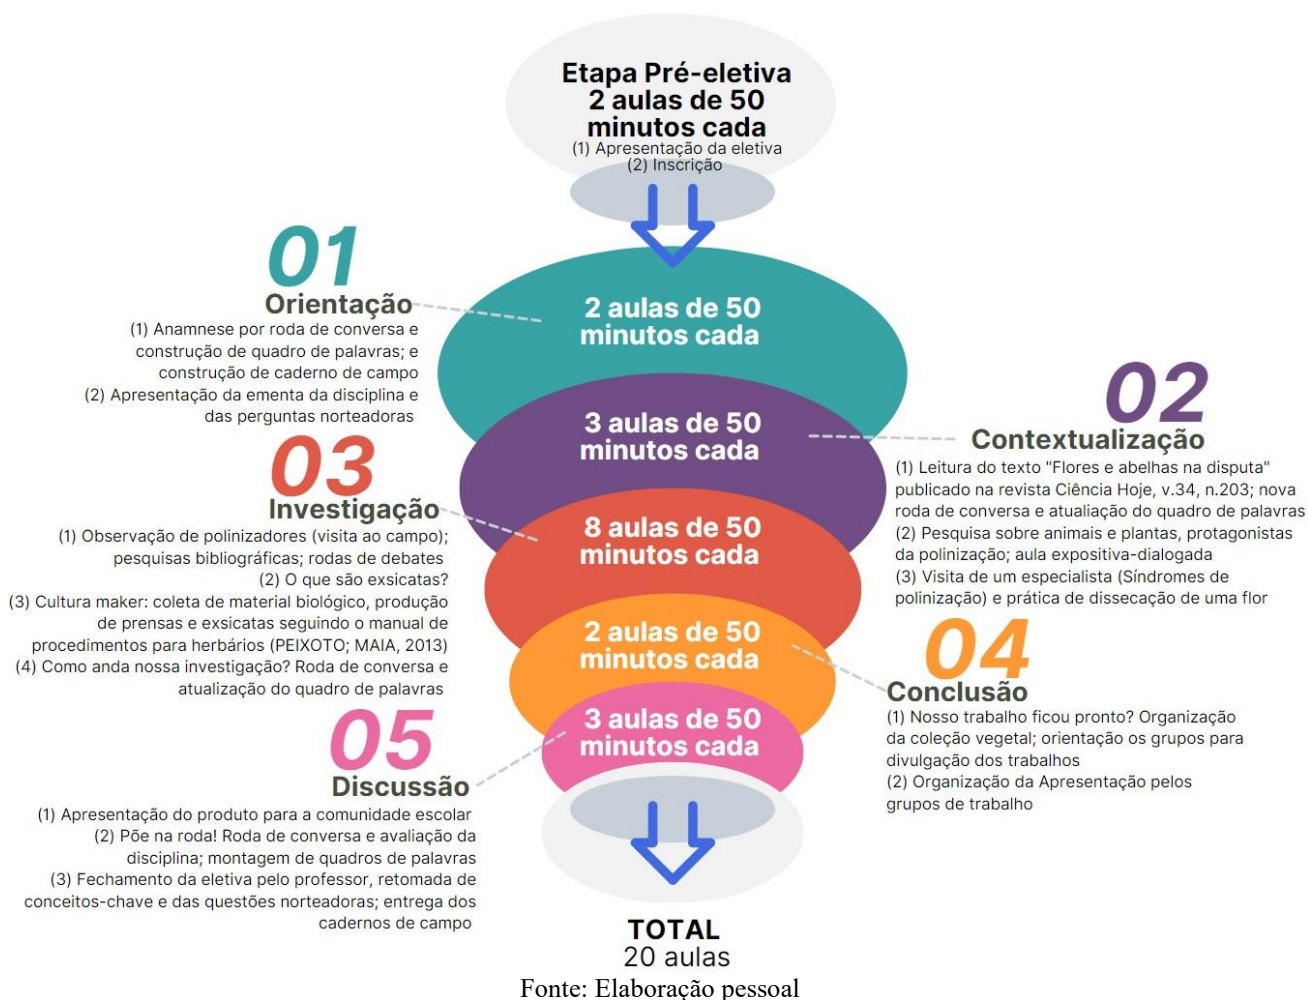 Etapa Pré-eletiva
2 aulas de 50
minutos cada
(1) Apresentação da eletiva
(2) Inscrição
01
Orientação
(1) Anamnese por roda de conversa e
construção de quadro de palavras; e
construção de caderno de campo
(2) Apresentação da ementa da disciplina e
das perguntas norteadoras
2 aulas de 50
minutos cada
02
Contextualização
(1) Leitura do texto "Flores e abelhas na disputa"
publicado na revista Ciência Hoje, v.34, n.203; nova
roda de conversa e atualiação do quadro de palavras
(2) Pesquisa sobre animais e plantas, protagonistas
da polinização; aula expositiva-dialogada
(3) Visita de um especialista (Síndromes de
polinização) e prática de dissecação de uma flor
3 aulas de 50
minutos cada
03
Investigação
(1) Observação de polinizadores (visita ao campo);
pesquisas bibliográficas; rodas de debates
(2) O que são exsicatas?
(3) Cultura maker: coleta de material biológico, produção
de prensas e exsicatas seguindo o manual de
procedimentos para herbários (PEIXOTO; MAIA, 2013)
(4) Como anda nossa investigação? Roda de conversa e
atualização do quadro de palavras
8 aulas de 50
minutos cada
04
Conclusão
(1) Nosso trabalho ficou pronto? Organização
da coleção vegetal; orientação os grupos para
divulgação dos trabalhos
(2) Organização da Apresentação pelos
grupos de trabalho
2 aulas de 50
minutos cada
05
Discussão
(1) Apresentação do produto para a comunidade escolar
(2) Põe na roda! Roda de conversa e avaliação da
disciplina; montagem de quadros de palavras
(3) Fechamento da eletiva pelo professor, retomada de
conceitos-chave e das questões norteadoras; entrega dos
cadernos de campo
3 aulas de 50
minutos cada
TOTAL
20 aulas
Fonte: Elaboração pessoal